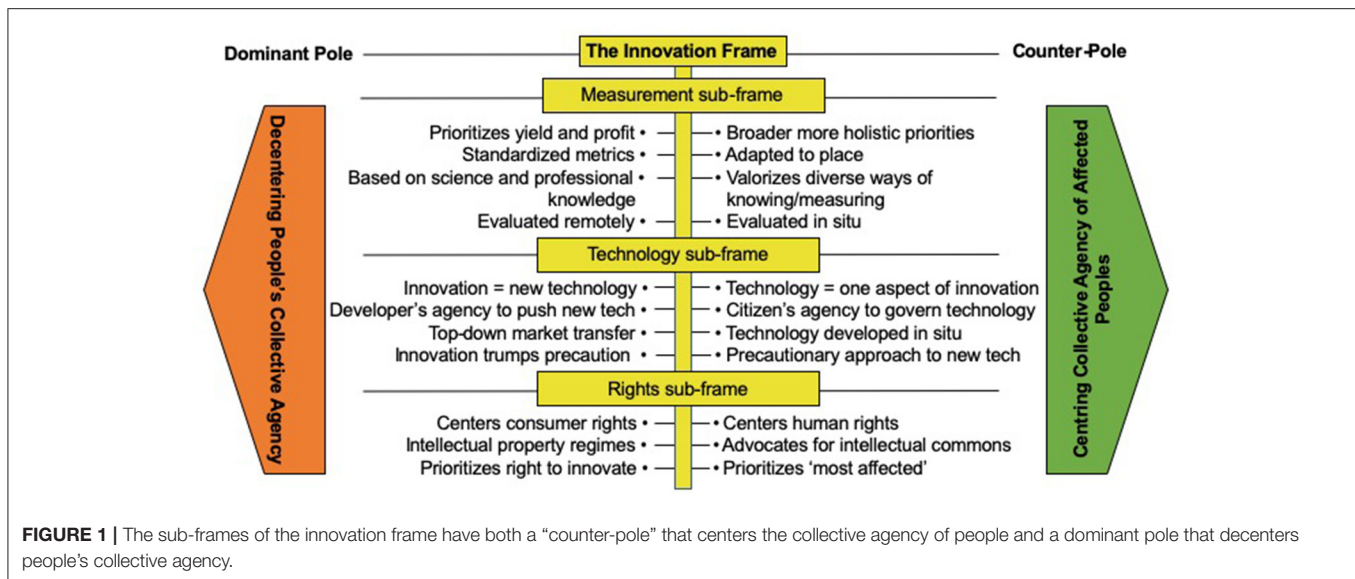 Dominant Pole
The Innovation Frame
Counter-Pole
Decentering People's Collective Agency
Measurement sub-frame
Prioritizes yield and profit •
• Broader more holistic priorities
Standardized metrics •
• Adapted to place
Based on science and professional •
knowledge
• Valorizes diverse ways of
knowing/measuring
Evaluated remotely •
• Evaluated in situ
Technology sub-frame
Innovation = new technology •
• Technology = one aspect of innovation
Developer's agency to push new tech •
• Citizen's agency to govern technology
Top-down market transfer •
• Technology developed in situ
Innovation trumps precaution •
• Precautionary approach to new tech
Rights sub-frame
Centers consumer rights •
• Centers human rights
Intellectual property regimes •
• Advocates for intellectual commons
Prioritizes right to innovate •
• Prioritizes ‘most affected’
Centring Collective Agency of Affected
Peoples
FIGURE 1 | The sub-frames of the innovation frame have both a “counter-pole” that centers the collective agency of people and a dominant pole that decenters
people’s collective agency.